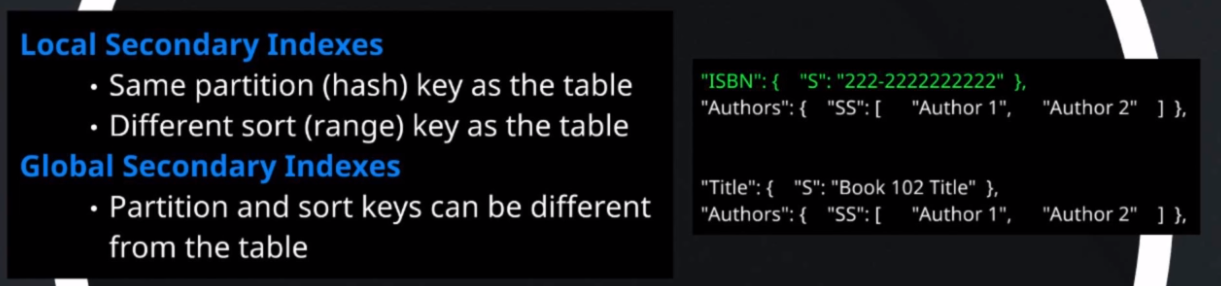 Local Secondary Indexes
• Same partition (hash) key as the table
• Different sort (range) key as the table
Global Secondary Indexes
• Partition and sort keys can be different
from the table
"ISBN": { "S": "222-2222222222" },
"Authors": { "SS": [ "Author 1", "Author 2" ] },
"Title": { "S": "Book 102 Title" },
"Authors": { "SS": [ "Author 1", "Author 2" ] },